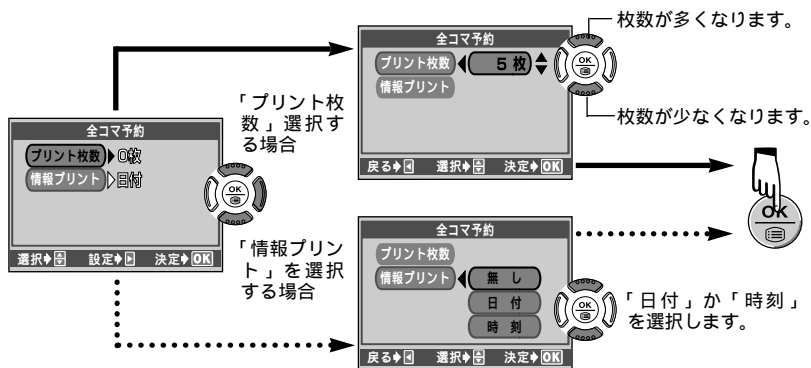 全コマ予約
プリント枚数 0枚
情報プリント 日付
選択 設定 決定 OK
OK
「プリント枚
数」選択す
る場合
全コマ予約
プリント枚数 5 枚
情報プリント
戻る 選択 決定 OK
OK
枚数が多くなります。
枚数が少なくなります。
「情報プリン
ト」を選択
する場合
全コマ予約
プリント枚数
情報プリント 無 し
日 付
時 刻
戻る 選択 決定 OK
OK
「日付」か「時刻」
を選択します。
OK